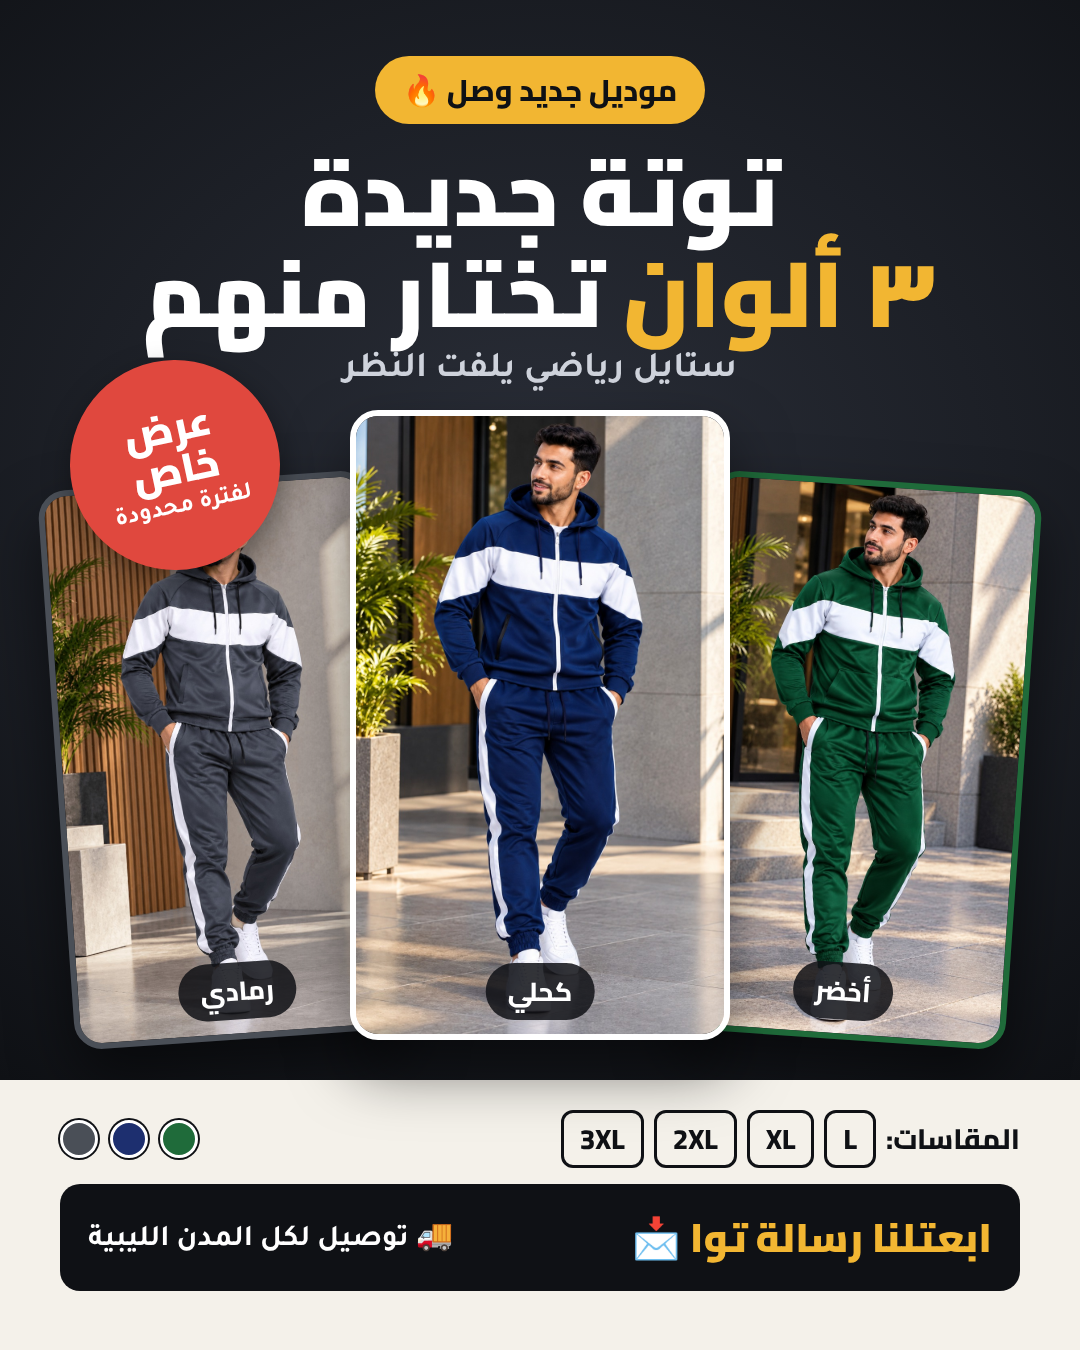 موديل جديد وصل 🔥
توتة جديدة
٣ ألوان تختار منهم
ستايل رياضي يلفت النظر
عرض
خاص
لفترة محدودة
أخضر
كحلي
رمادي
المقاسات: L XL 2XL 3XL
ابعتلنا رسالة توا 📩
🚚 توصيل لكل المدن الليبية